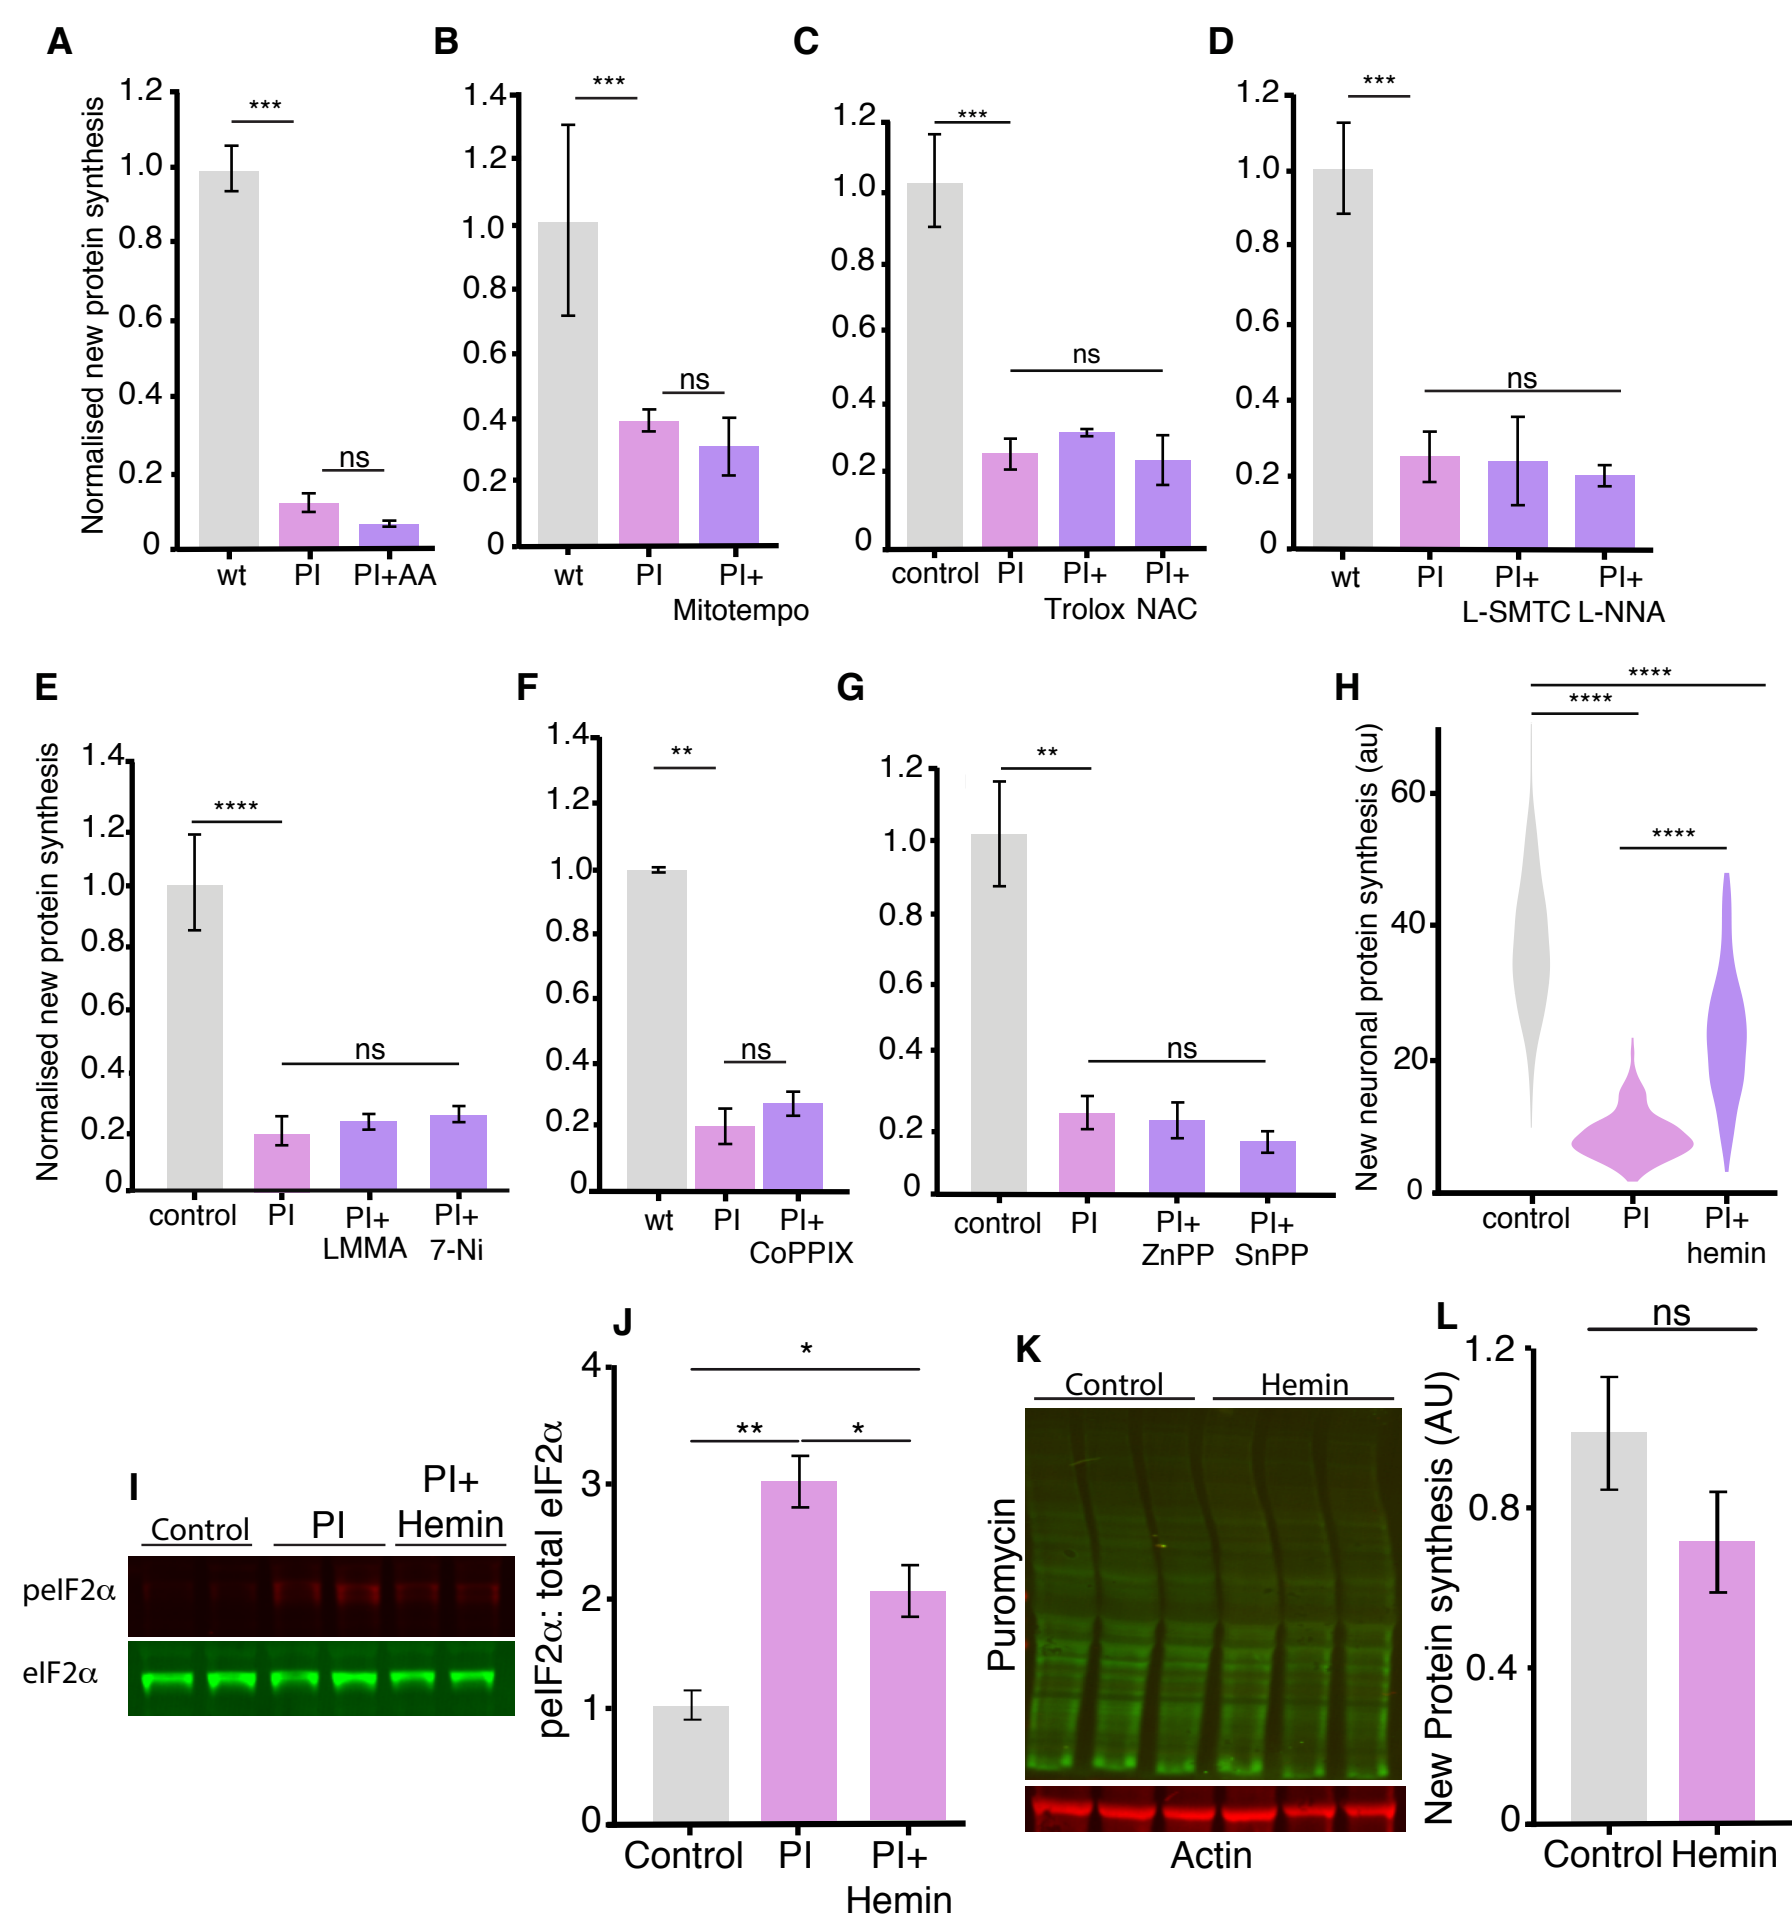 A
Normalised new protein synthesis
1.2
1.0
0.8
0.6
0.4
0.2
0
***
ns
wt PI PI+AA
B
1.4
1.2
1.0
0.8
0.6
0.4
0.2
0
***
ns
wt PI PI+
Mitotempo
C
1.2
1.0
0.8
0.6
0.4
0.2
0
***
ns
control PI PI+ PI+
Trolox NAC
D
1.2
1.0
0.8
0.6
0.4
0.2
0
***
ns
wt PI PI+ PI+
L-SMTC L-NNA
E
Normalised new protein synthesis
1.4
1.2
1.0
0.8
0.6
0.4
0.2
0
****
ns
control PI PI+ PI+
LMMA 7-Ni
F
1.4
1.2
1.0
0.8
0.6
0.4
0.2
0
**
ns
wt PI PI+
CoPPIX
G
1.2
1.0
0.8
0.6
0.4
0.2
0
**
ns
control PI PI+ PI+
ZnPP SnPP
H
New neuronal protein synthesis (au)
60
40
20
0
****
****
****
control PI PI+
hemin
I
Control PI PI+
Hemin
peIF2α
eIF2α
J
peIF2α: total eIF2α
4
3
2
1
0
*
** *
Control PI PI+
Hemin
K
Control Hemin
Puromycin
Actin
L
New Protein synthesis (AU)
1.2
0.8
0.4
0
ns
Control Hemin